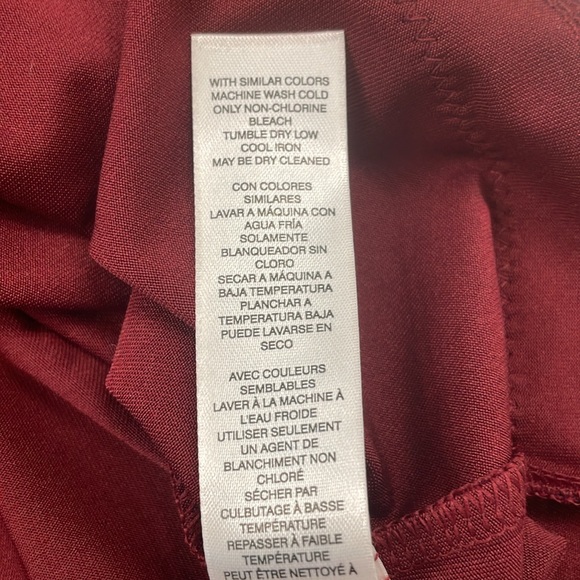 WITH SIMILAR COLORS
MACHINE WASH COLD
ONLY NON-CHLORINE
BLEACH
TUMBLE DRY LOW
COOL IRON
MAY BE DRY CLEANED
CON COLORES
SIMILARES
LAVAR A MÁQUINA CON
AGUA FRÍA
SOLAMENTE
BLANQUEADOR SIN
CLORO
SECAR A MÁQUINA A
BAJA TEMPERATURA
PLANCHAR A
TEMPERATURA BAJA
PUEDE LAVARSE EN
SECO
AVEC COULEURS
SEMBLABLES
LAVER À LA MACHINE À
L'EAU FROIDE
UTILISER SEULEMENT
UN AGENT DE
BLANCHIMENT NON
CHLORÉ
SÉCHER PAR
CULBUTAGE À BASSE
TEMPÉRATURE
REPASSER À FAIBLE
TEMPÉRATURE
PEUT ÊTRE NETTOYÉ À